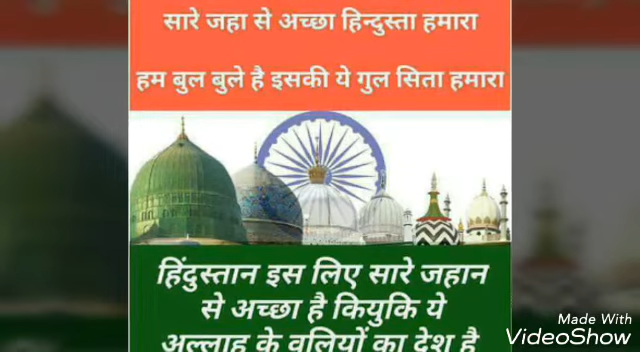 सारे जहा से अच्छा हिन्दुस्ता हमारा
हम बुल बुले है इसकी ये गुल सिता हमारा
हिंदुस्तान इस लिए सारे जहान
से अच्छा है कियुकि ये
अल्लाह के वलियों का देश है
Made With
VideoShow